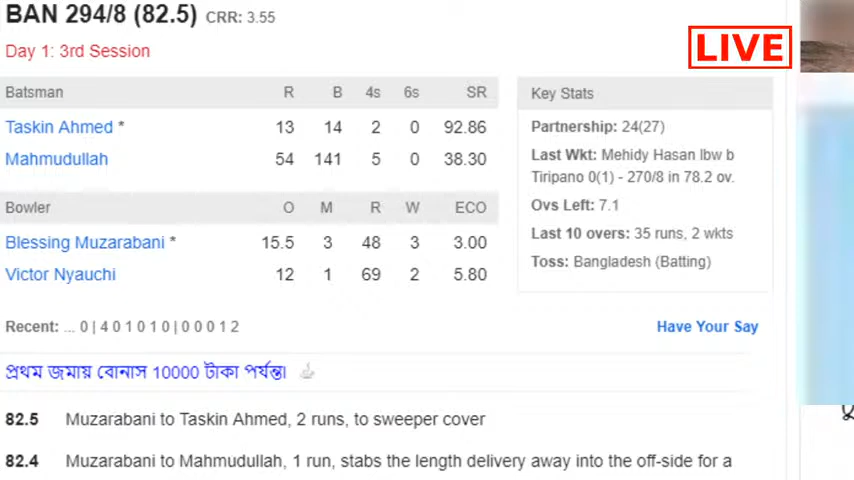 BAN 294/8 (82.5) CRR: 3.55
LIVE
Day 1: 3rd Session
Batsman R B 4s 6s SR
Taskin Ahmed * 13 14 2 0 92.86
Mahmudullah 54 141 5 0 38.30
Bowler O M R W ECO
Blessing Muzarabani * 15.5 3 48 3 3.00
Victor Nyauchi 12 1 69 2 5.80
Key Stats
Partnership: 24(27)
Last Wkt: Mehidy Hasan lbw b
Tiripano 0(1) - 270/8 in 78.2 ov.
Ovs Left: 7.1
Last 10 overs: 35 runs, 2 wkts
Toss: Bangladesh (Batting)
Recent: ... 0 | 4 0 1 0 1 0 | 0 0 0 1 2
Have Your Say
প্রথম জমায় বোনাস 10000 টাকা পর্যন্ত৷
82.5 Muzarabani to Taskin Ahmed, 2 runs, to sweeper cover
82.4 Muzarabani to Mahmudullah, 1 run, stabs the length delivery away into the off-side for a